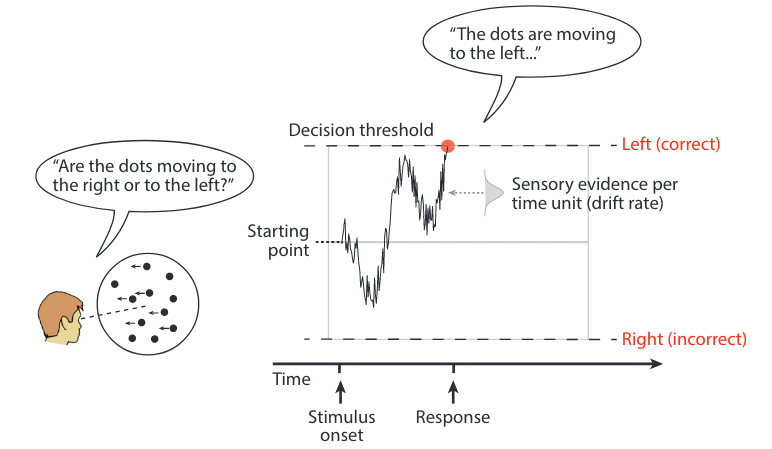 “The dots are moving
to the left...”
Decision threshold
Left (correct)
“Are the dots moving to
the right or to the left?”
Sensory evidence per
time unit (drift rate)
Starting
point
Right (incorrect)
Time
Stimulus
onset
Response